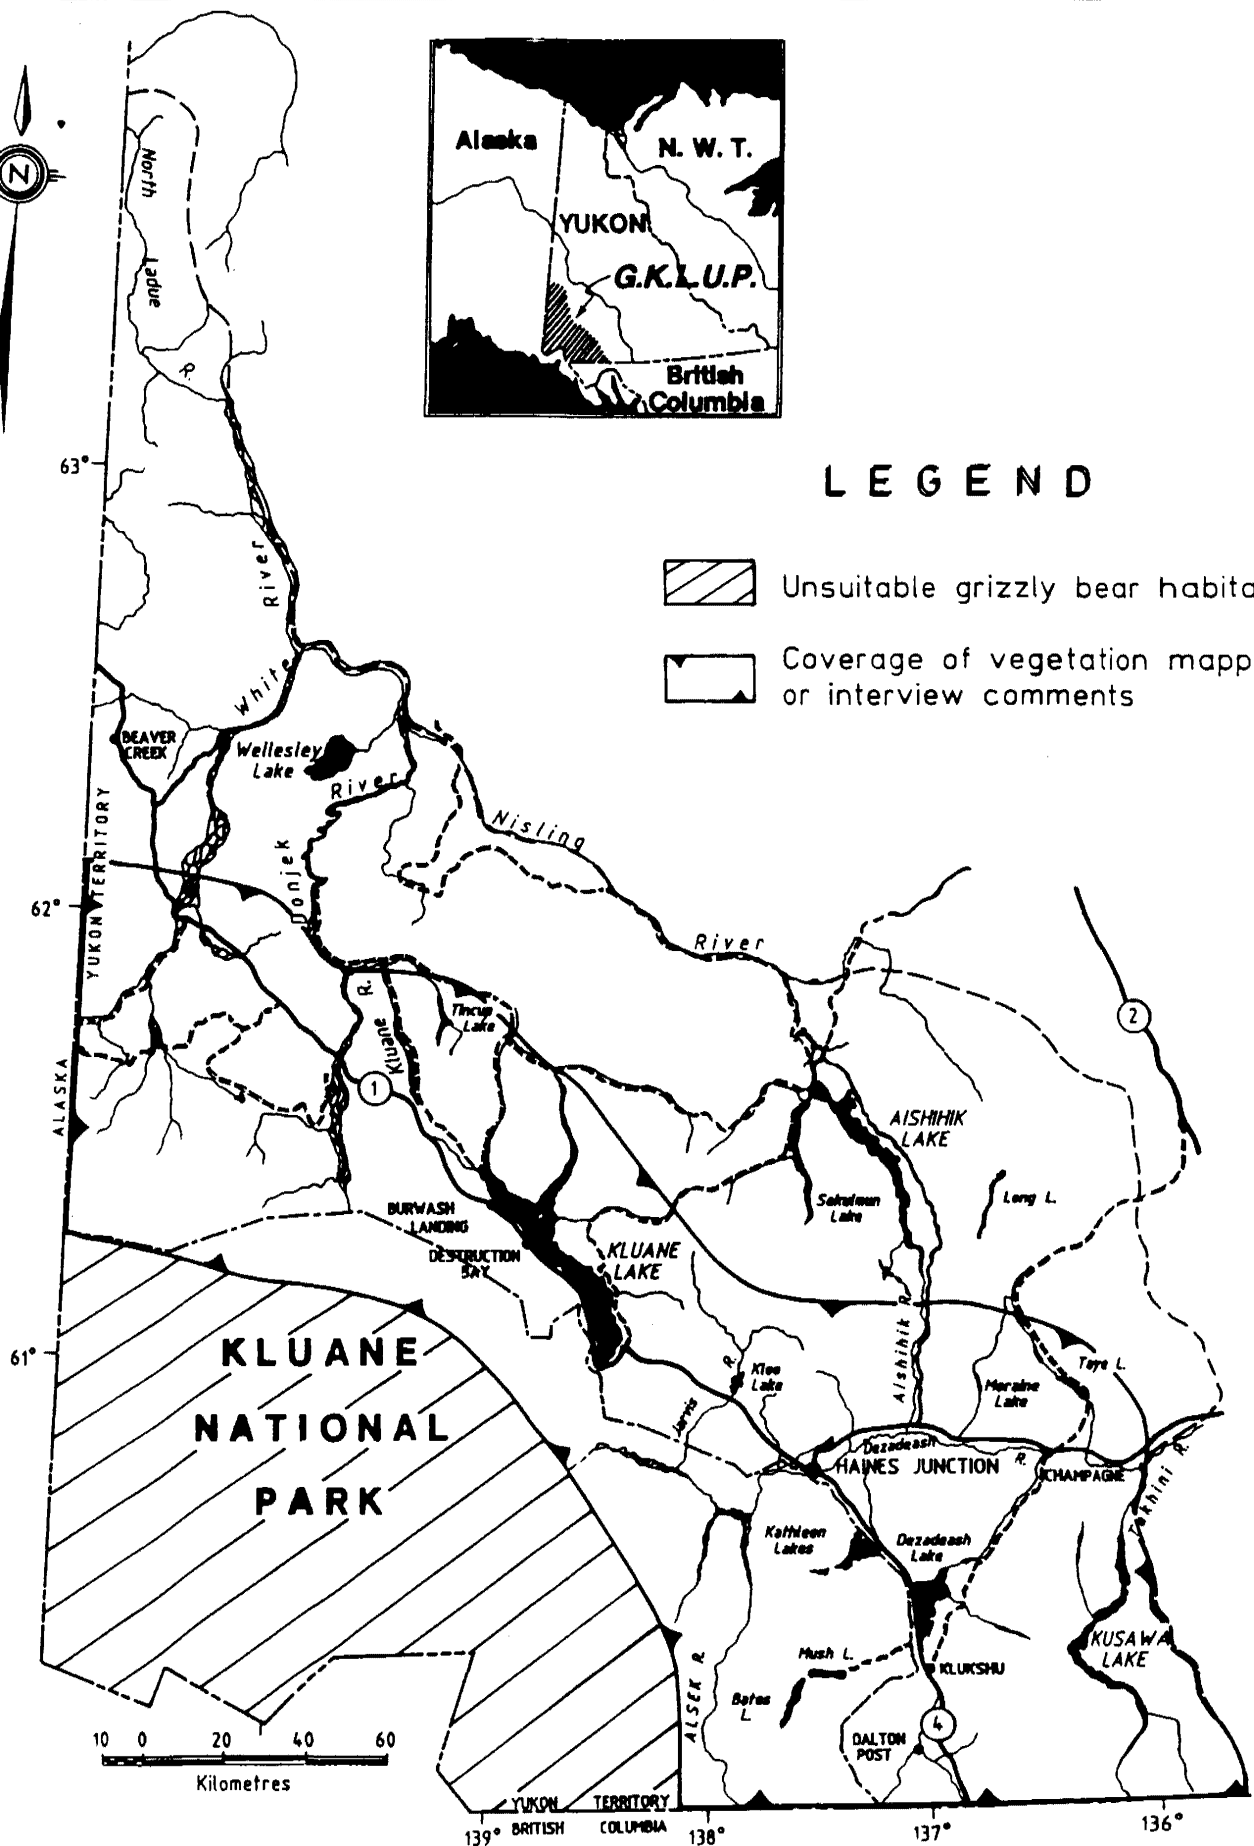 N
Alaska
N. W. T.
YUKON
G.K.L.U.P.
British
Columbia
North
Ladue
R.
63°
LEGEND
Unsuitable grizzly bear habita
Coverage of vegetation mapp
or interview comments
River
White
BEAVER
CREEK
Wellesley
Lake
River
Donjek
Nisling
River
62°
YUKON TERRITORY
ALASKA
Kluane R.
Tincup
Lake
1
2
AISHIHIK
LAKE
Sekulmun
Lake
Long L.
BURWASH
LANDING
DESTRUCTION
BAY
KLUANE
LAKE
Aishihik R.
61°
KLUANE
NATIONAL
PARK
Jarvis R.
Kloo
Lake
Moraine
Lake
Taye L.
Dezadeash R.
HAINES JUNCTION
CHAMPAGNE
Takhini R.
Kathleen
Lakes
Dezadeash
Lake
KUSAWA
LAKE
Mush L.
KLUKSHU
Bates
L.
ALSEK R.
4
DALTON
POST
10 0 20 40 60
Kilometres
YUKON TERRITORY
BRITISH COLUMBIA
139° 138° 137° 136°